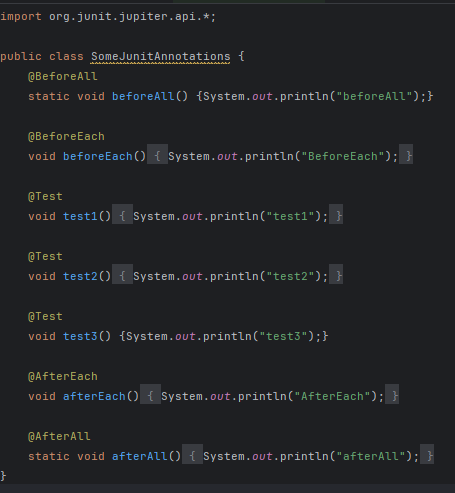 import org.junit.jupiter.api.*;
public class SomeJunitAnnotations {
@BeforeAll
static void beforeAll() {System.out.println("beforeAll");}
@BeforeEach
void beforeEach() { System.out.println("BeforeEach"); }
@Test
void test1() { System.out.println("test1"); }
@Test
void test2() { System.out.println("test2"); }
@Test
void test3() {System.out.println("test3");}
@AfterEach
void afterEach() { System.out.println("AfterEach"); }
@AfterAll
static void afterAll() { System.out.println("afterAll"); }
}